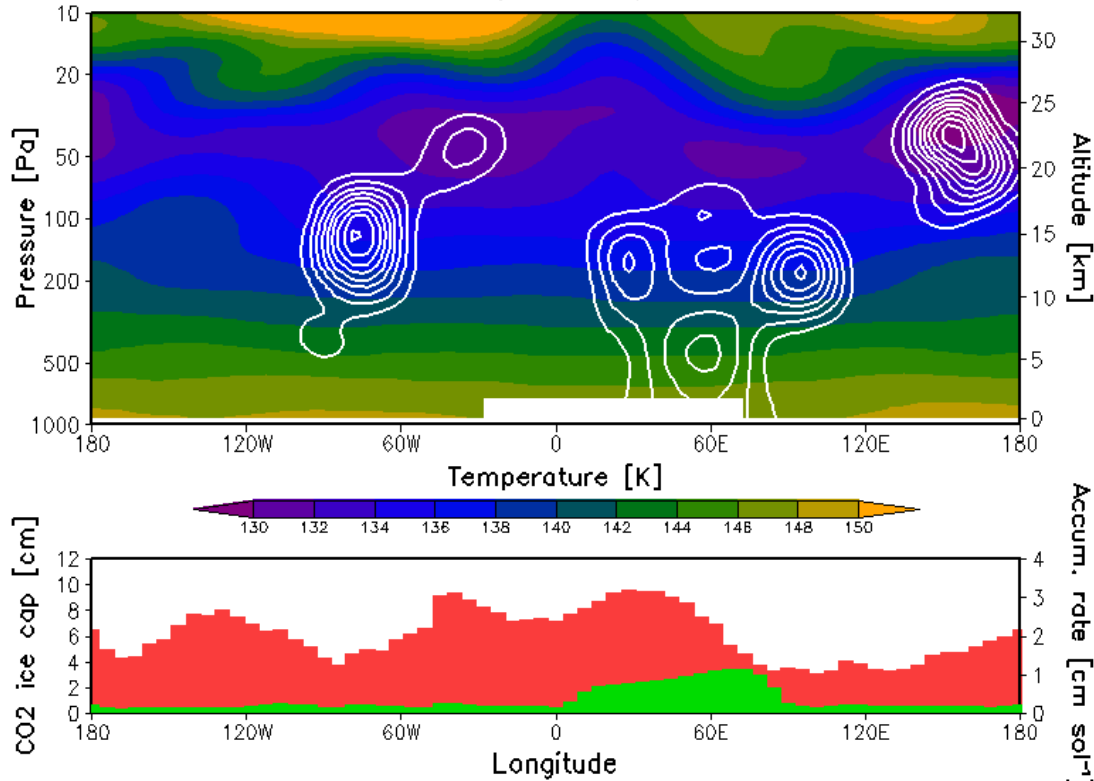 10
20
50
100
200
500
1000
Pressure [Pa]
30
25
20
15
10
5
0
Altitude [km]
180 120W 60W 0 60E 120E 180
Temperature [K]
130 132 134 136 138 140 142 144 146 148 150
12
10
8
6
4
2
0
CO2 ice cap [cm]
4
3
2
1
0
Accum. rate [cm sol⁻¹]
180 120W 60W 0 60E 120E 180
Longitude